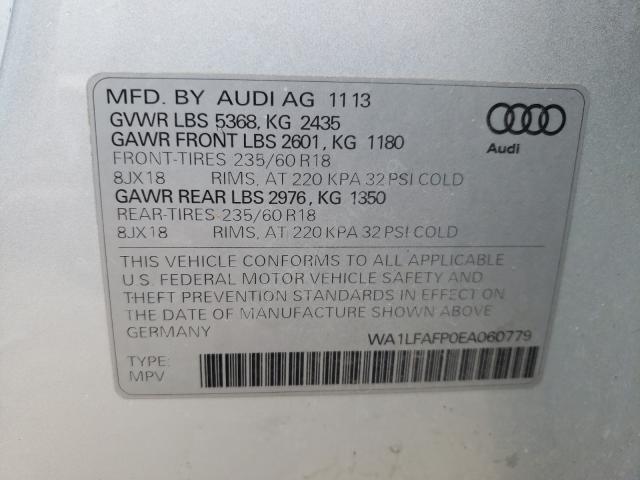 MFD. BY AUDI AG 11 13
GVWR LBS 5368, KG 2435
GAWR FRONT LBS 2601, KG 1180
FRONT-TIRES 235/60 R18
8JX18 RIMS, AT 220 KPA 32 PSI COLD
GAWR REAR LBS 2976, KG 1350
REAR-TIRES 235/60 R18
8JX18 RIMS, AT 220 KPA 32 PSI COLD
Audi
THIS VEHICLE CONFORMS TO ALL APPLICABLE
U.S. FEDERAL MOTOR VEHICLE SAFETY AND
THEFT PREVENTION STANDARDS IN EFFECT ON
THE DATE OF MANUFACTURE SHOWN ABOVE
GERMANY
WA1LFAFP0EA060779
TYPE:
MPV